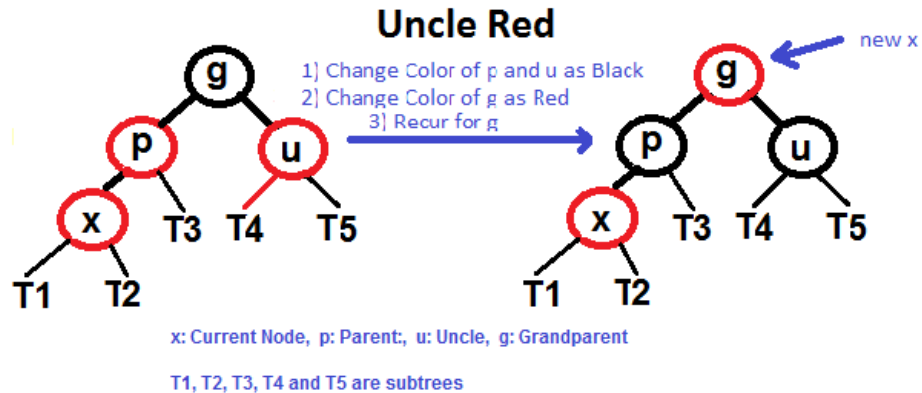 Uncle Red
new x
1) Change Color of p and u as Black
2) Change Color of g as Red
3) Recur for g
g
p
u
x
T3
T4
T5
T1
T2
g
p
u
x
T3
T4
T5
T1
T2
x: Current Node, p: Parent:, u: Uncle, g: Grandparent
T1, T2, T3, T4 and T5 are subtrees